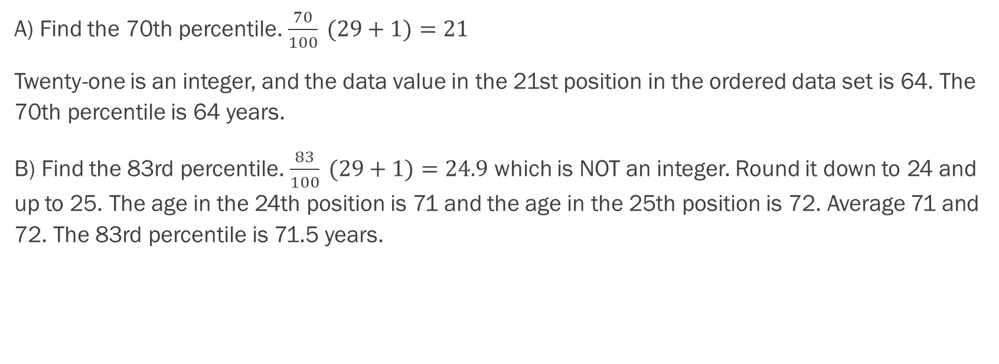 A) Find the 70th percentile. 70/100 (29 + 1) = 21
Twenty-one is an integer, and the data value in the 21st position in the ordered data set is 64. The
70th percentile is 64 years.
B) Find the 83rd percentile. 83/100 (29 + 1) = 24.9 which is NOT an integer. Round it down to 24 and
up to 25. The age in the 24th position is 71 and the age in the 25th position is 72. Average 71 and
72. The 83rd percentile is 71.5 years.